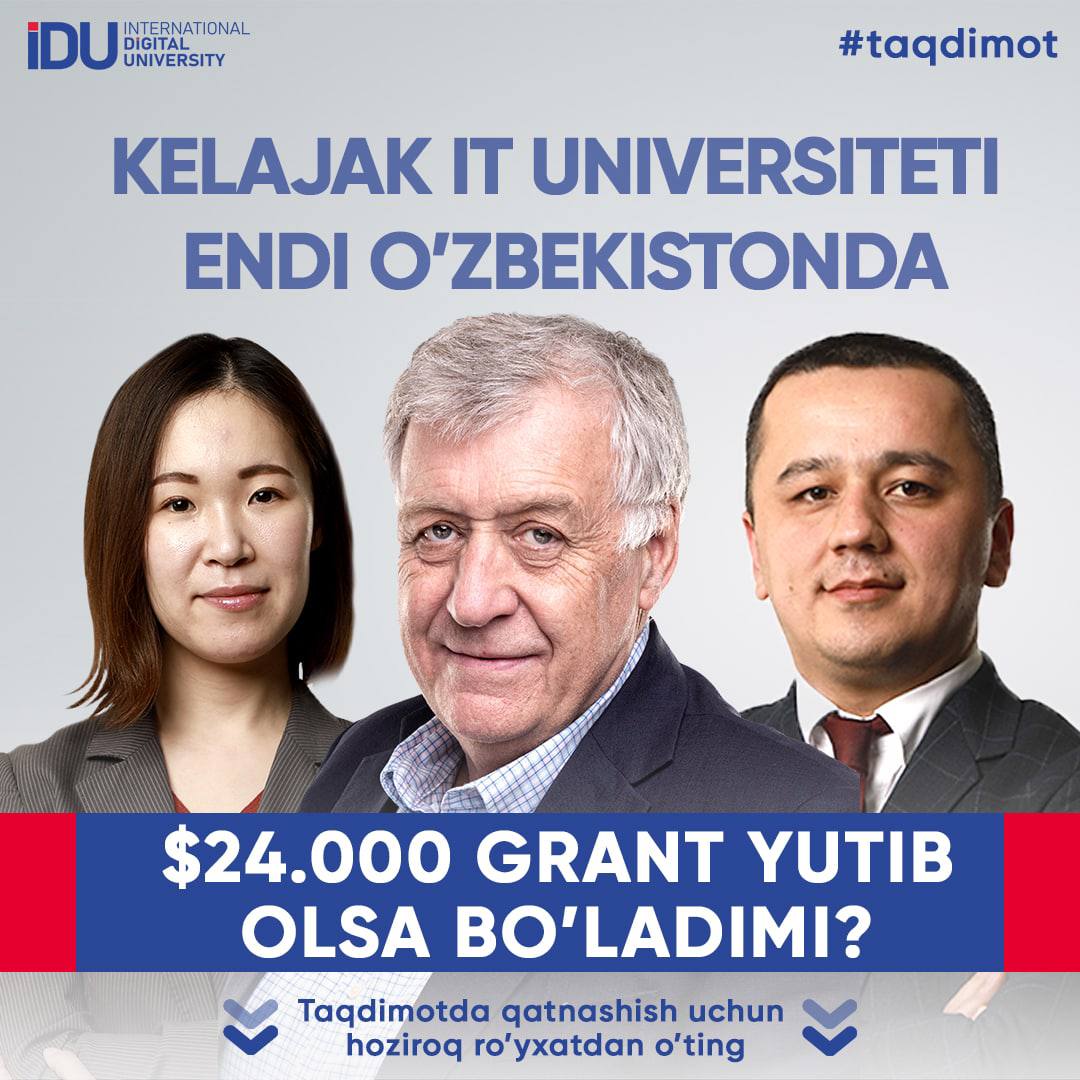 iDU INTERNATIONAL
DIGITAL
UNIVERSITY
#taqdimot
KELAJAK IT UNIVERSITETI
ENDI O'ZBEKISTONDA
$24.000 GRANT YUTIB
OLSA BO'LADIMI?
Taqdimotda qatnashish uchun
hoziroq ro'yxatdan o'ting